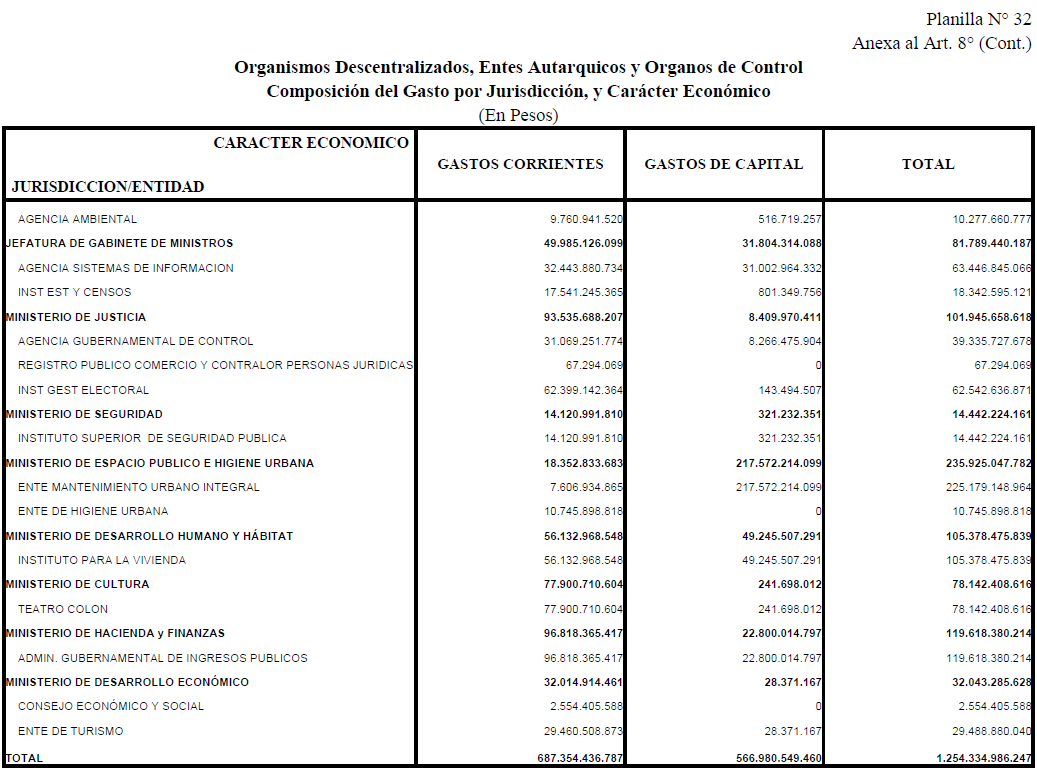 Planilla N° 32
Anexa al Art. 8° (Cont.)
Organismos Descentralizados, Entes Autarquicos y Organos de Control
Composición del Gasto por Jurisdicción, y Carácter Económico
(En Pesos)
CARACTER ECONOMICO
JURISDICCION/ENTIDAD GASTOS CORRIENTES GASTOS DE CAPITAL TOTAL
AGENCIA AMBIENTAL 9.760.941.520 516.719.257 10.277.660.777
JEFATURA DE GABINETE DE MINISTROS 49.985.126.099 31.804.314.088 81.789.440.187
AGENCIA SISTEMAS DE INFORMACION 32.443.880.734 31.002.964.332 63.446.845.066
INST EST Y CENSOS 17.541.245.365 801.349.756 18.342.595.121
MINISTERIO DE JUSTICIA 93.535.688.207 8.409.970.411 101.945.658.618
AGENCIA GUBERNAMENTAL DE CONTROL 31.069.251.774 8.266.475.904 39.335.727.678
REGISTRO PUBLICO COMERCIO Y CONTRALOR PERSONAS JURIDICAS 67.294.069 0 67.294.069
INST GEST ELECTORAL 62.399.142.364 143.494.507 62.542.636.871
MINISTERIO DE SEGURIDAD 14.120.991.810 321.232.351 14.442.224.161
INSTITUTO SUPERIOR DE SEGURIDAD PUBLICA 14.120.991.810 321.232.351 14.442.224.161
MINISTERIO DE ESPACIO PUBLICO E HIGIENE URBANA 18.352.833.683 217.572.214.099 235.925.047.782
ENTE MANTENIMIENTO URBANO INTEGRAL 7.606.934.865 217.572.214.099 225.179.148.964
ENTE DE HIGIENE URBANA 10.745.898.818 0 10.745.898.818
MINISTERIO DE DESARROLLO HUMANO Y HÁBITAT 56.132.968.548 49.245.507.291 105.378.475.839
INSTITUTO PARA LA VIVIENDA 56.132.968.548 49.245.507.291 105.378.475.839
MINISTERIO DE CULTURA 77.900.710.604 241.698.012 78.142.408.616
TEATRO COLON 77.900.710.604 241.698.012 78.142.408.616
MINISTERIO DE HACIENDA y FINANZAS 96.818.365.417 22.800.014.797 119.618.380.214
ADMIN. GUBERNAMENTAL DE INGRESOS PUBLICOS 96.818.365.417 22.800.014.797 119.618.380.214
MINISTERIO DE DESARROLLO ECONÓMICO 32.014.914.461 28.371.167 32.043.285.628
CONSEJO ECONÓMICO Y SOCIAL 2.554.405.588 0 2.554.405.588
ENTE DE TURISMO 29.460.508.873 28.371.167 29.488.880.040
TOTAL 687.354.436.787 566.980.549.460 1.254.334.986.247